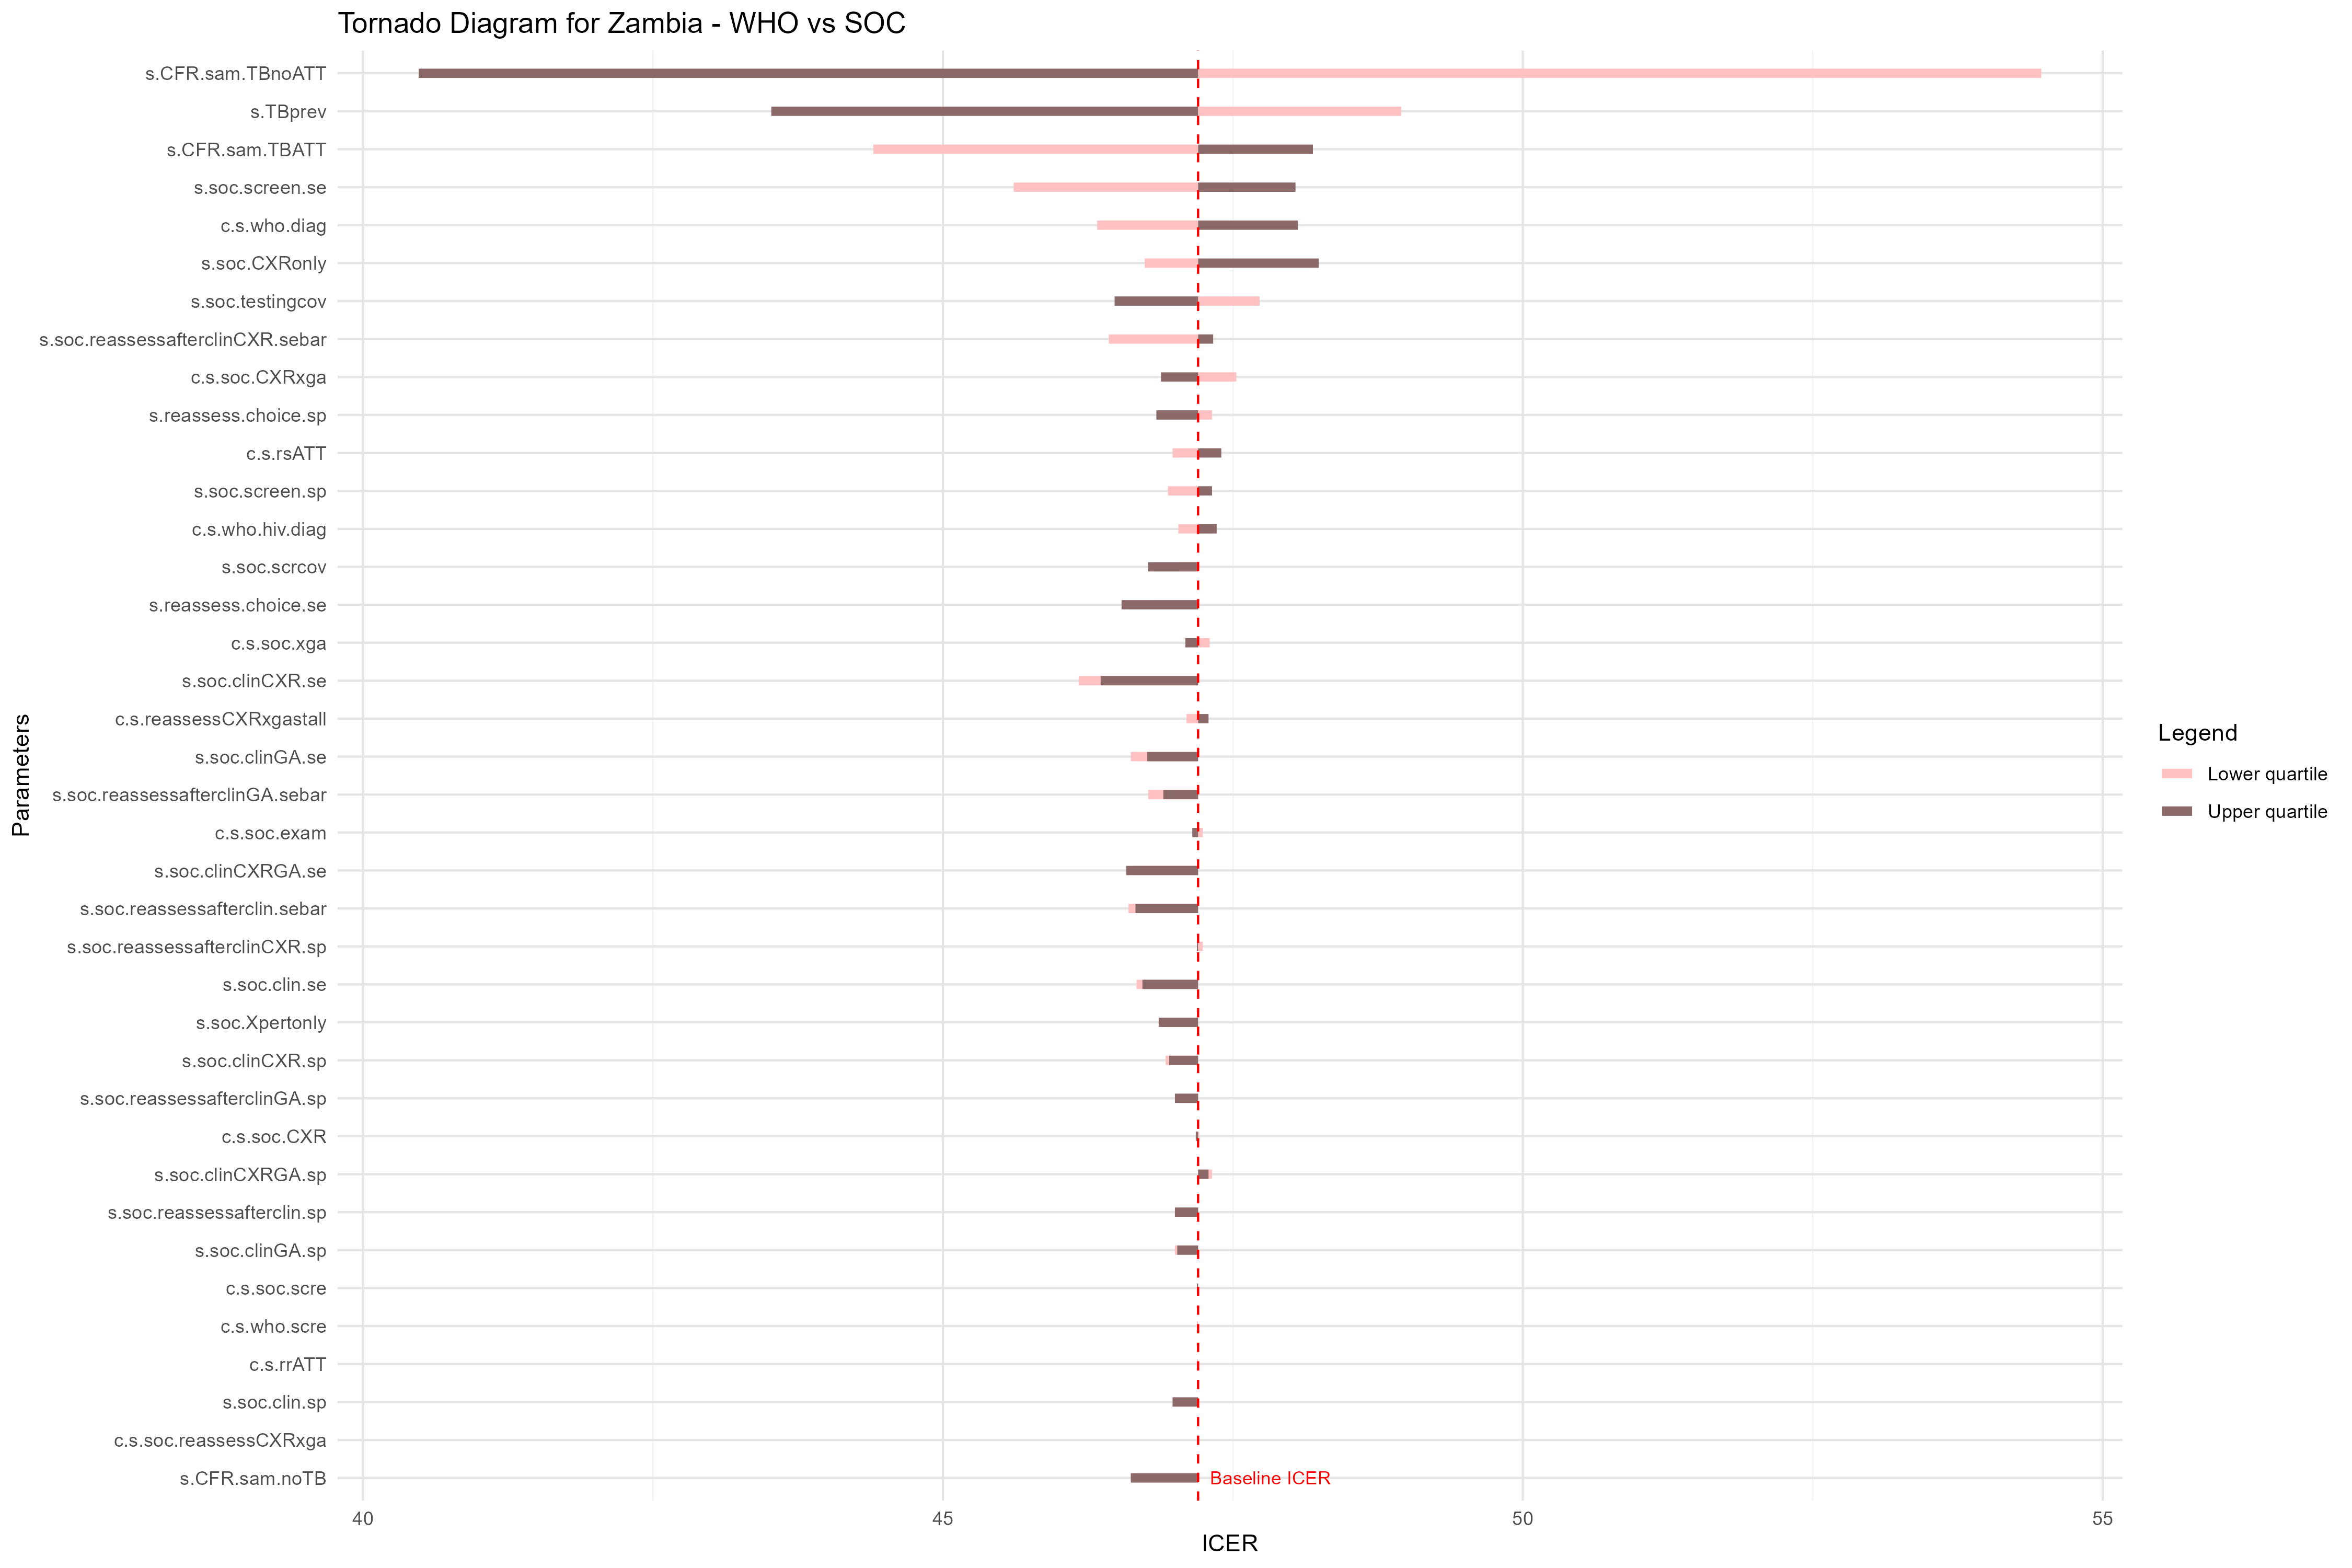 Tornado Diagram for Zambia - WHO vs SOC
s.CFR.sam.TBnoATT
s.TBprev
s.CFR.sam.TBATT
s.soc.screen.se
c.s.who.diag
s.soc.CXRonly
s.soc.testingcov
s.soc.reassessafterclinCXR.sebar
c.s.soc.CXRxga
s.reassess.choice.sp
c.s.rsATT
s.soc.screen.sp
c.s.who.hiv.diag
s.soc.scrcov
s.reassess.choice.se
c.s.soc.xga
s.soc.clinCXR.se
c.s.reassessCXRxgastall
s.soc.clinGA.se
s.soc.reassessafterclinGA.sebar
c.s.soc.exam
s.soc.clinCXRGA.se
s.soc.reassessafterclin.sebar
s.soc.reassessafterclinCXR.sp
s.soc.clin.se
s.soc.Xpertonly
s.soc.clinCXR.sp
s.soc.reassessafterclinGA.sp
c.s.soc.CXR
s.soc.clinCXRGA.sp
s.soc.reassessafterclin.sp
s.soc.clinGA.sp
c.s.soc.scre
c.s.who.scre
c.s.rrATT
s.soc.clin.sp
c.s.soc.reassessCXRxga
s.CFR.sam.noTB
Baseline ICER
40 45 50 55
ICER
Parameters
Legend
Lower quartile
Upper quartile